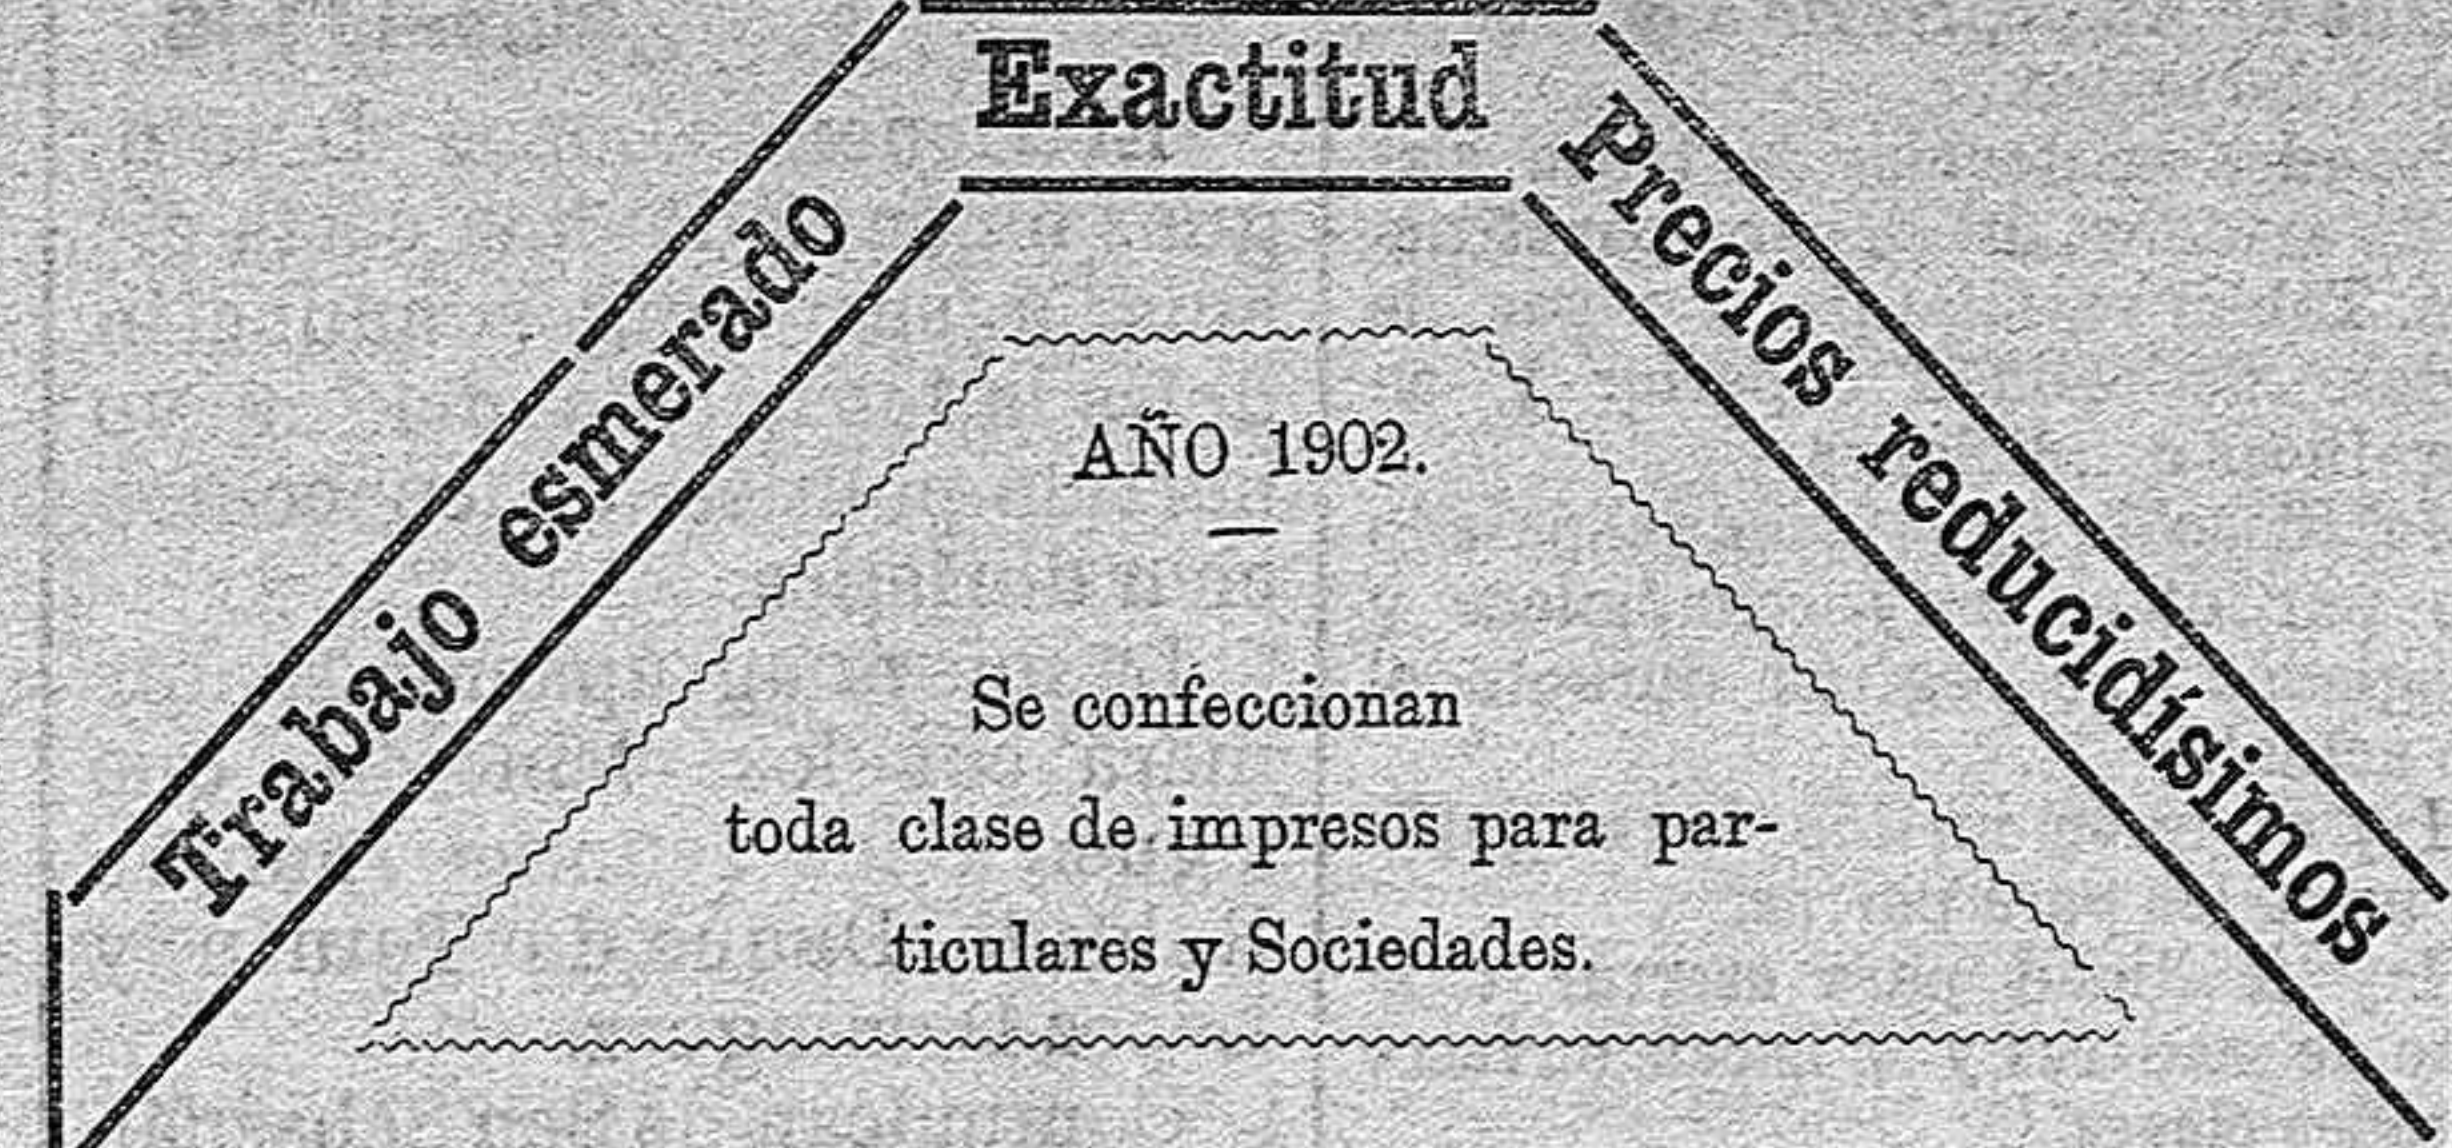 Exactitud
Trabajo esmerado
Precios reducidísimos
AÑO 1902.
Se confeccionan
toda clase de impresos para par-
ticulares y Sociedades.